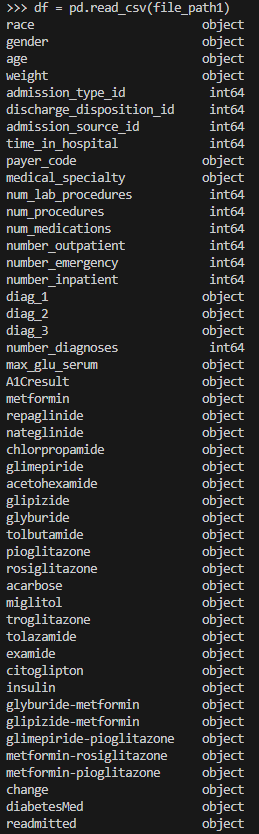 >>> df = pd.read_csv(file_path1)
race object
gender object
age object
weight object
admission_type_id int64
discharge_disposition_id int64
admission_source_id int64
time_in_hospital int64
payer_code object
medical_specialty object
num_lab_procedures int64
num_procedures int64
num_medications int64
number_outpatient int64
number_emergency int64
number_inpatient int64
diag_1 object
diag_2 object
diag_3 object
number_diagnoses int64
max_glu_serum object
A1Cresult object
metformin object
repaglinide object
nateglinide object
chlorpropamide object
glimepiride object
acetohexamide object
glipizide object
glyburide object
tolbutamide object
pioglitazone object
rosiglitazone object
acarbose object
miglitol object
troglitazone object
tolazamide object
examide object
citoglipton object
insulin object
glyburide-metformin object
glipizide-metformin object
glimepiride-pioglitazone object
metformin-rosiglitazone object
metformin-pioglitazone object
change object
diabetesMed object
readmitted object